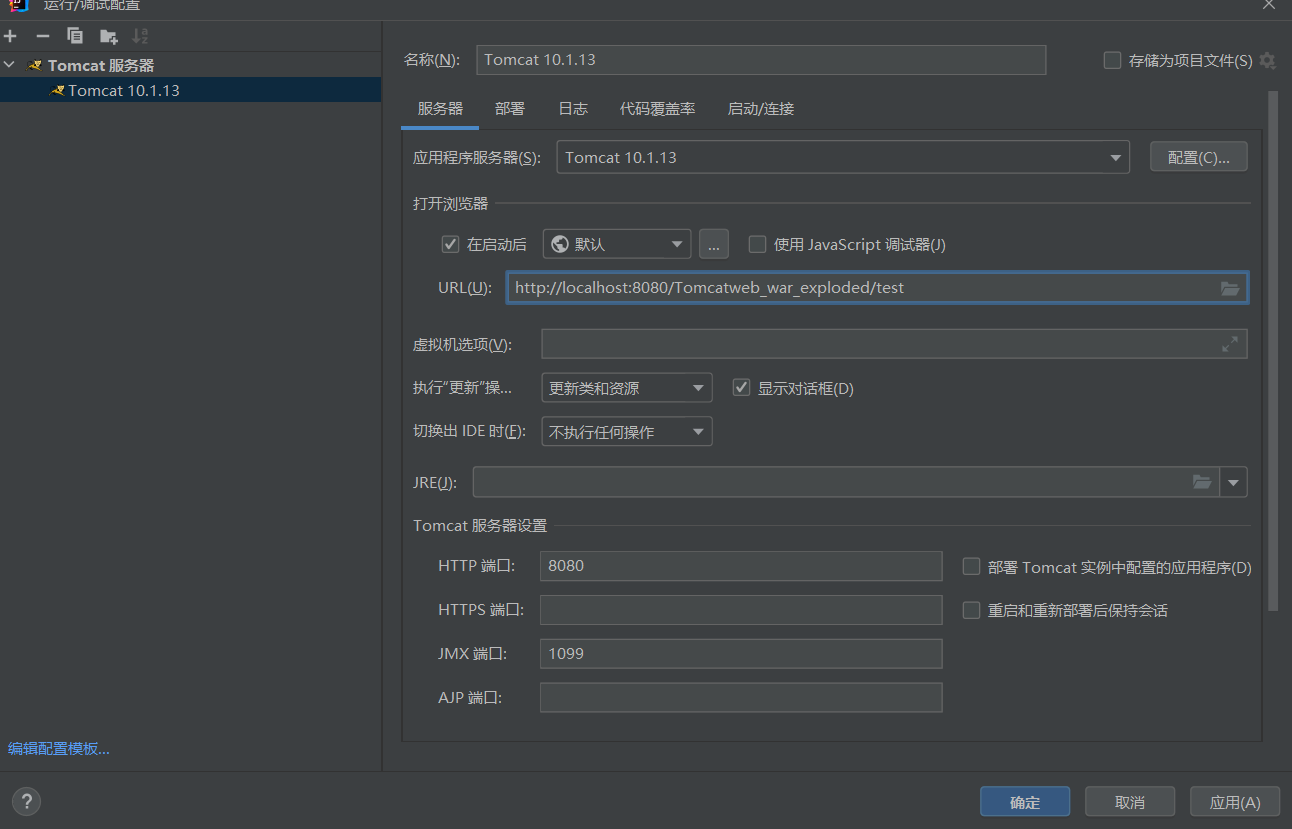 运行/调试配置
Tomcat 服务器
Tomcat 10.1.13
编辑配置模板...
名称(N):
Tomcat 10.1.13
存储为项目文件(S)
服务器 部署 日志 代码覆盖率 启动/连接
应用程序服务器(S):
Tomcat 10.1.13
配置(C)...
打开浏览器
在启动后
默认
...
使用 JavaScript 调试器(J)
URL(U):
http://localhost:8080/Tomcatweb_war_exploded/test
虚拟机选项(V):
执行“更新”操...
更新类和资源
显示对话框(D)
切换出 IDE 时(F):
不执行任何操作
JRE(J):
Tomcat 服务器设置
HTTP 端口:
8080
部署 Tomcat 实例中配置的应用程序(D)
HTTPS 端口:
重启和重新部署后保持会话
JMX 端口:
1099
AJP 端口:
?
确定
取消
应用(A)